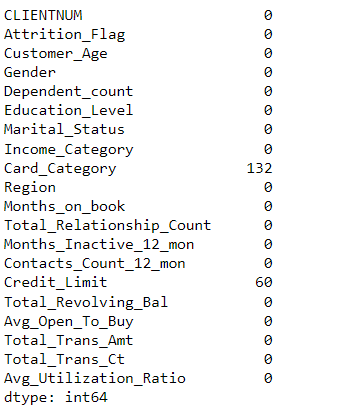 CLIENTNUM 0
Attrition_Flag 0
Customer_Age 0
Gender 0
Dependent_count 0
Education_Level 0
Marital_Status 0
Income_Category 0
Card_Category 132
Region 0
Months_on_book 0
Total_Relationship_Count 0
Months_Inactive_12_mon 0
Contacts_Count_12_mon 0
Credit_Limit 60
Total_Revolving_Bal 0
Avg_Open_To_Buy 0
Total_Trans_Amt 0
Total_Trans_Ct 0
Avg_Utilization_Ratio 0
dtype: int64